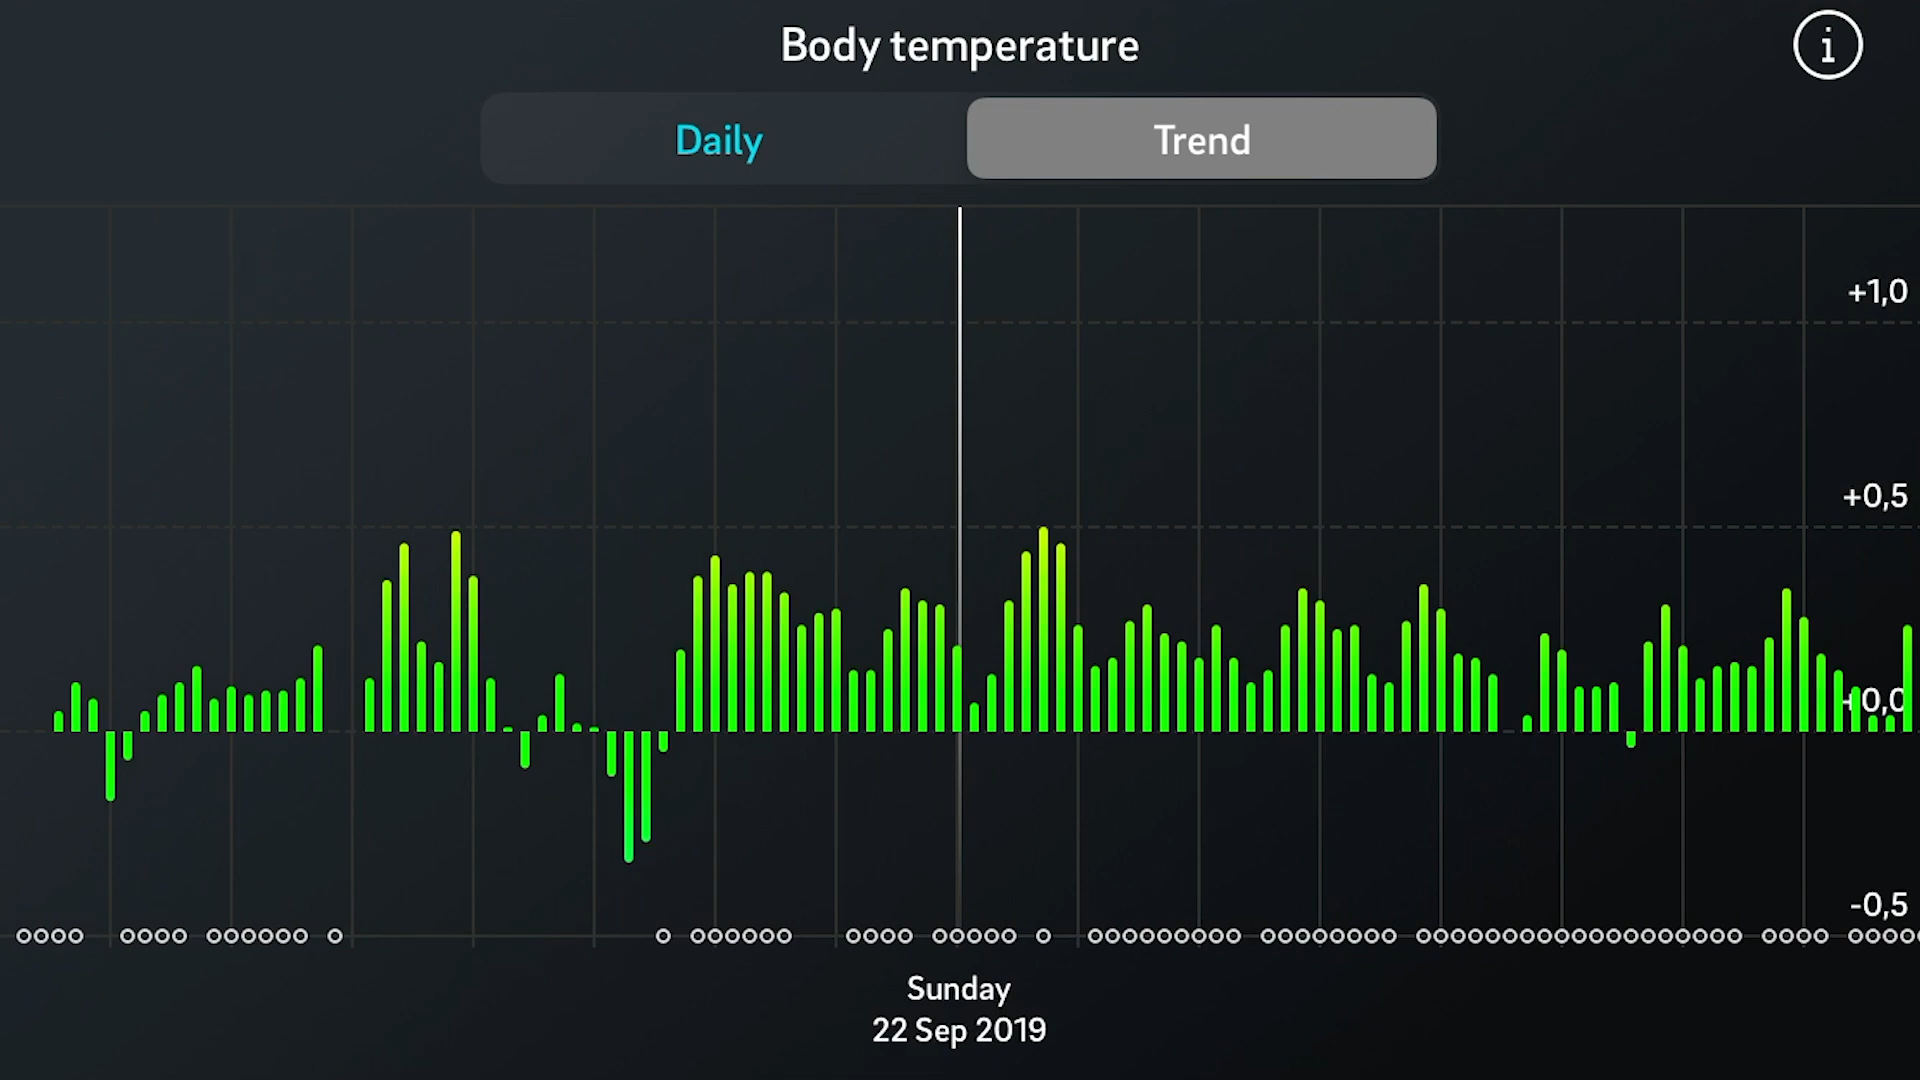 Body temperature
i
Daily
Trend
+1,0
+0,5
+0,0
-0,5
Sunday
22 Sep 2019